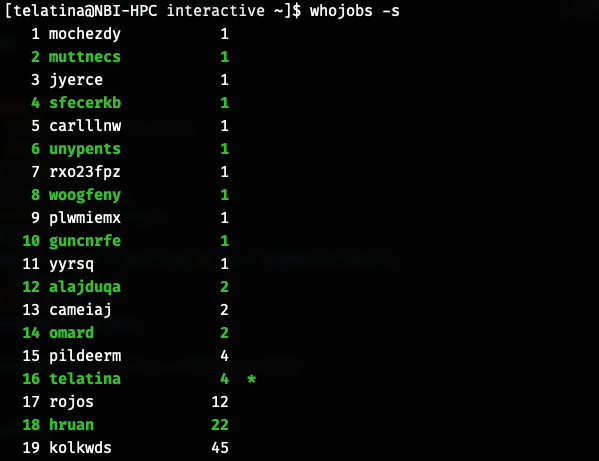 [telatina@NBI-HPC interactive ~]$ whojobs -s
1 mochezdy 1
2 muttnecs 1
3 jyerce 1
4 sfecerkb 1
5 carlllnw 1
6 unypents 1
7 rxo23fpz 1
8 woogfeny 1
9 plwmiemx 1
10 guncnrfe 1
11 yyrsq 1
12 alajduqa 2
13 cameiaj 2
14 omard 2
15 pildeerm 4
16 telatina 4 *
17 rojos 12
18 hruan 22
19 kolkwds 45